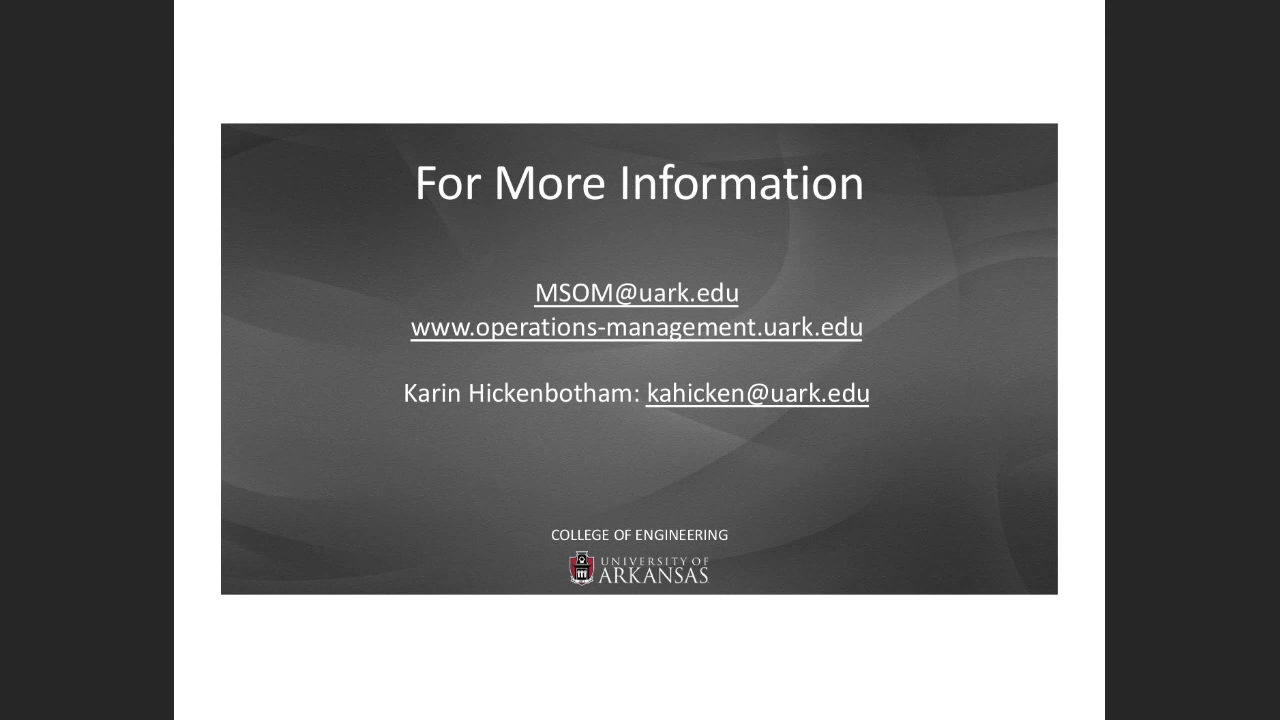 For More Information
MSOM@uark.edu
www.operations-management.uark.edu
Karin Hickenbotham: kahicken@uark.edu
COLLEGE OF ENGINEERING
UNIVERSITY OF
ARKANSAS